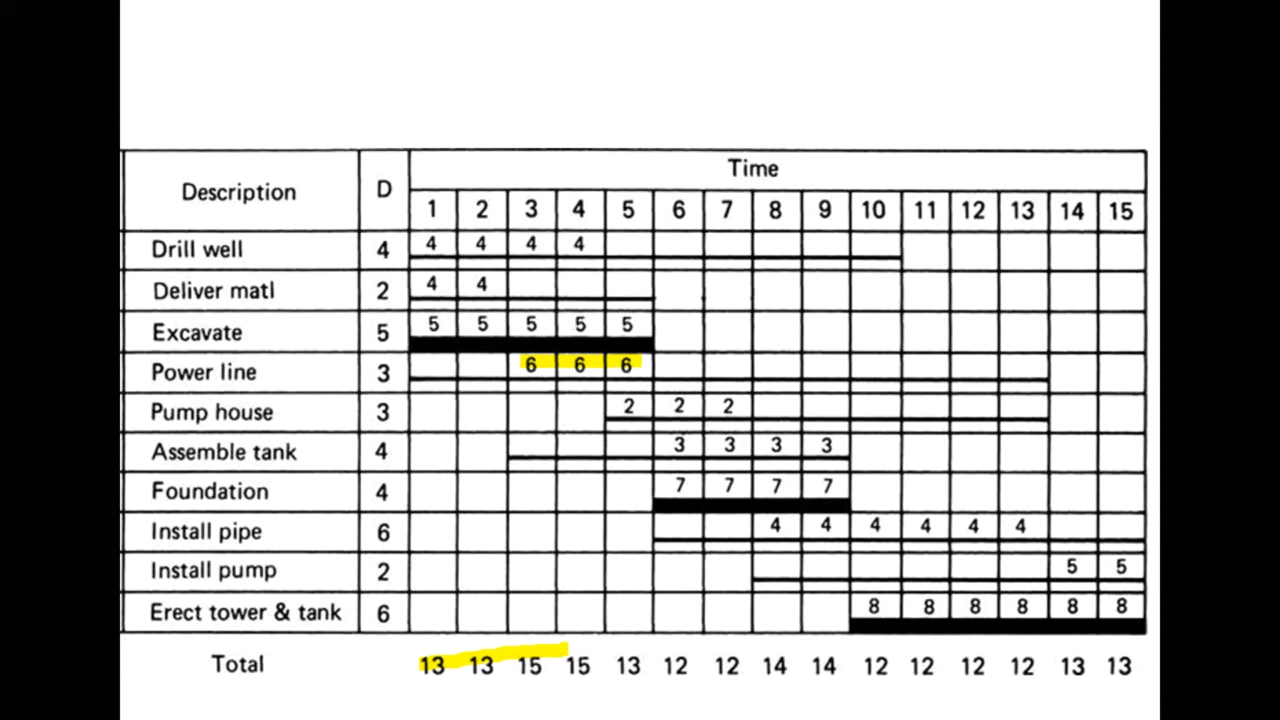 Time
Description D
1 2 3 4 5 6 7 8 9 10 11 12 13 14 15
Drill well 4 4 4 4 4
Deliver matl 2 4 4
Excavate 5 5 5 5 5 5
Power line 3 6 6 6
Pump house 3 2 2 2
Assemble tank 4 3 3 3 3
Foundation 4 7 7 7 7
Install pipe 6 4 4 4 4 4 4
Install pump 2 5 5
Erect tower & tank 6 8 8 8 8 8 8
Total 13 13 15 15 13 12 12 14 14 12 12 12 12 13 13